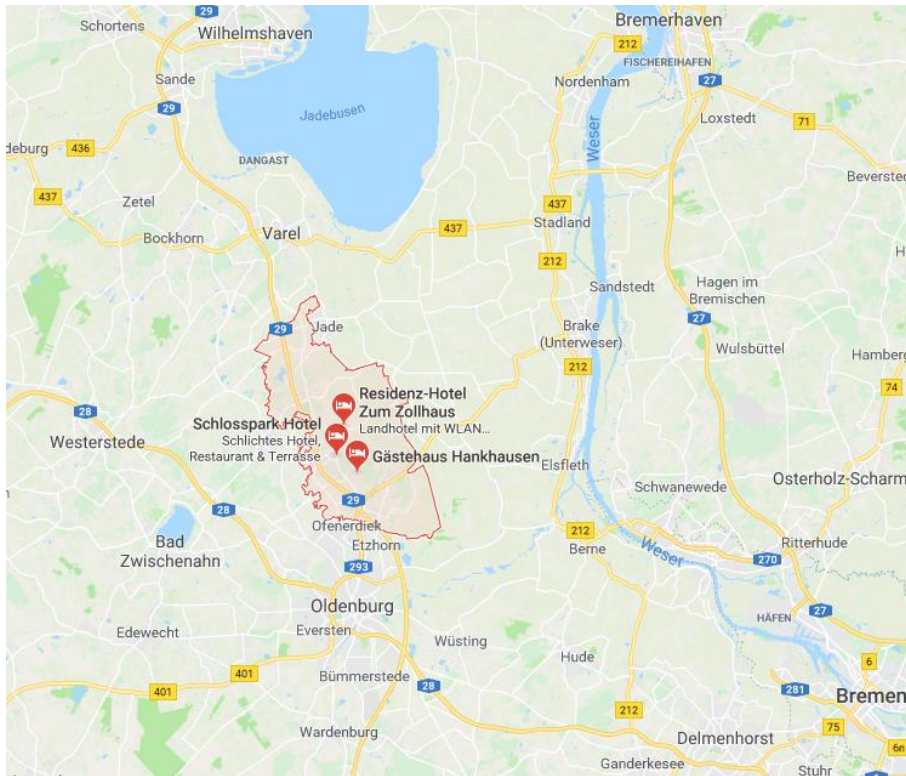 Schortens
29
Wilhelmshaven
Bremerhaven
212
FISCHEREIHAFEN
27
Sande
Nordenham
29
Jadebusen
Loxstedt
71
Weser
deburg
436
DANGAST
Beversted
437
Zetel
437
Stadland
Bockhorn
Varel
437
212
Sandstedt
Hagen im
Bremischen
29
Jade
27
Brake
(Unterweser)
Wulsbüttel
Hamberg
212
74
28
Residenz-Hotel
Zum Zollhaus
Landhotel mit WLAN...
Schlosspark Hotel
Schlichtes Hotel,
Restaurant & Terrasse
Westerstede
Gästehaus Hankhausen
Elsfleth
Osterholz-Scharm
Schwanewede
29
28
Ofenerdiek
Etzhorn
212
Berne
Ritterhude
Bad
Zwischenahn
Weser
270
293
Oldenburg
27
HÄFEN
Edewecht
Eversten
Wüsting
Hude
6
401
401
Bümmerstede
28
281
Bremen
212
75
Wardenburg
Delmenhorst
6n
Ganderkesee
Stuhr